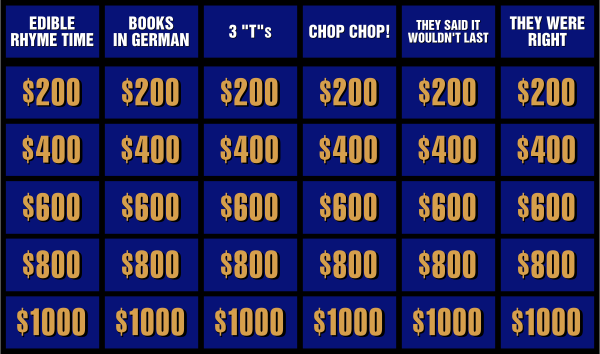 EDIBLE
RHYME TIME
BOOKS
IN GERMAN
3 "T"s
CHOP CHOP!
THEY SAID IT
WOULDN'T LAST
THEY WERE
RIGHT
$200 $200 $200 $200 $200 $200
$400 $400 $400 $400 $400 $400
$600 $600 $600 $600 $600 $600
$800 $800 $800 $800 $800 $800
$1000 $1000 $1000 $1000 $1000 $1000